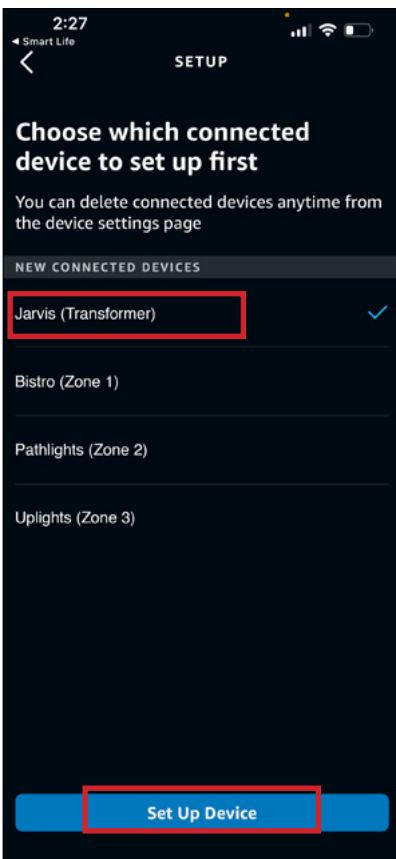 2:27
Smart Life
SETUP
Choose which connected
device to set up first
You can delete connected devices anytime from
the device settings page
NEW CONNECTED DEVICES
Jarvis (Transformer)
Bistro (Zone 1)
Pathlights (Zone 2)
Uplights (Zone 3)
Set Up Device